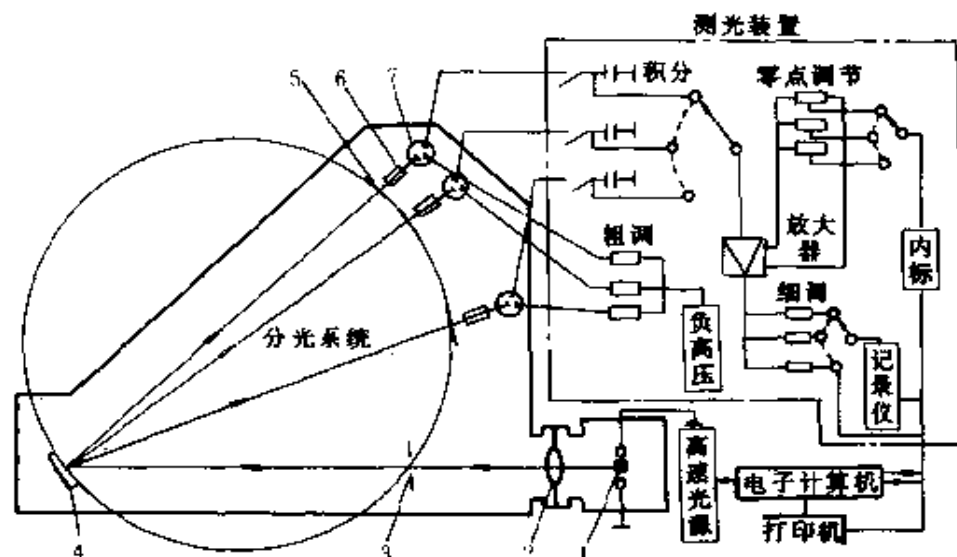 测光装置
5 6 7
积分
零点调节
粗调
放大器
内标
细调
分光系统
负高压
记录仪
高速光源
电子计算机
打印机
4 3 2 1